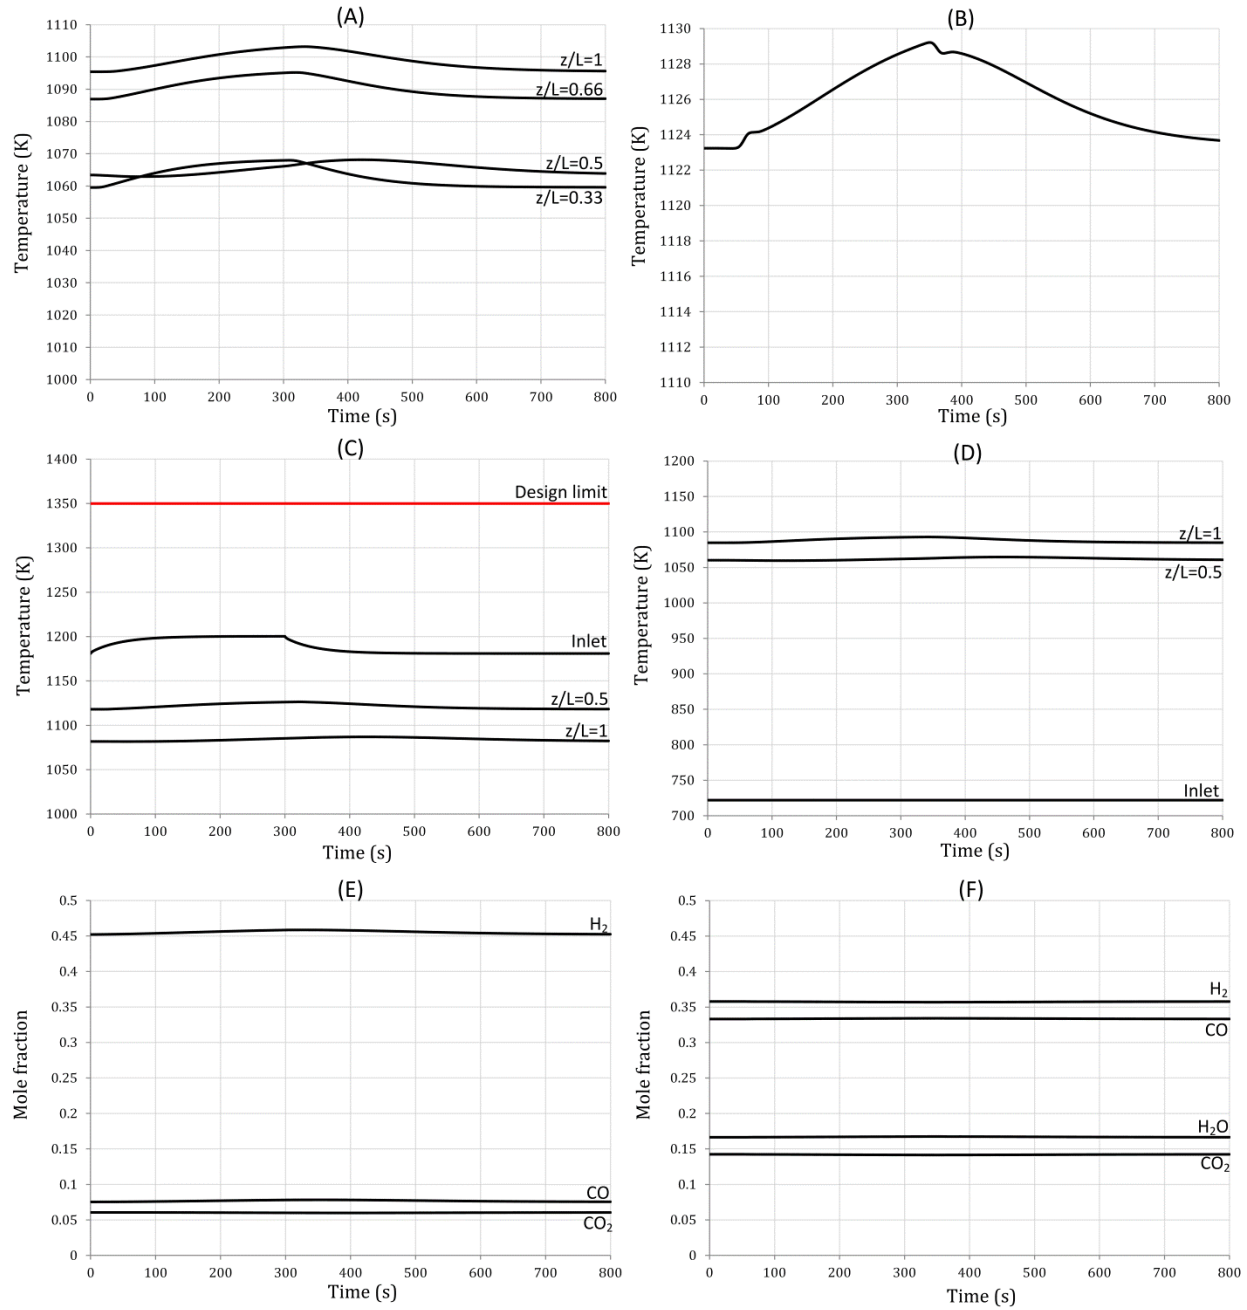 (A)
1110
1100
1090
1080
1070
1060
1050
1040
1030
1020
1010
1000
Temperature (K)
z/L=1
z/L=0.66
z/L=0.5
z/L=0.33
0 100 200 300 400 500 600 700 800
Time (s)
(B)
1130
1128
1126
1124
1122
1120
1118
1116
1114
1112
1110
Temperature (K)
0 100 200 300 400 500 600 700 800
Time (s)
(C)
1400
1350
1300
1250
1200
1150
1100
1050
1000
Temperature (K)
Design limit
Inlet
z/L=0.5
z/L=1
0 100 200 300 400 500 600 700 800
Time (s)
(D)
1200
1150
1100
1050
1000
950
900
850
800
750
700
Temperature (K)
z/L=1
z/L=0.5
Inlet
0 100 200 300 400 500 600 700 800
Time (s)
(E)
0.5
0.45
0.4
0.35
0.3
0.25
0.2
0.15
0.1
0.05
0
Mole fraction
H₂
CO
CO₂
0 100 200 300 400 500 600 700 800
Time (s)
(F)
0.5
0.45
0.4
0.35
0.3
0.25
0.2
0.15
0.1
0.05
0
Mole fraction
H₂
CO
H₂O
CO₂
0 100 200 300 400 500 600 700 800
Time (s)